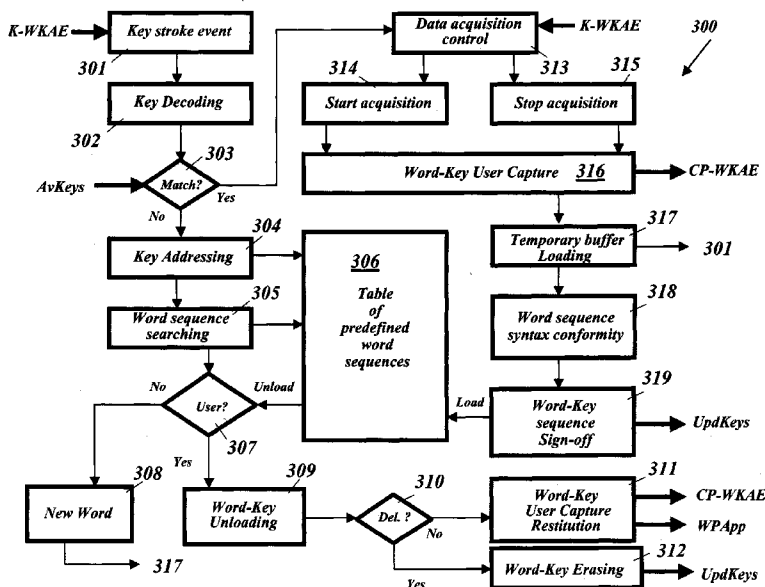 K-WKAE
Key stroke event
301
Key Decoding
302
303
AvKeys
Match?
Yes
No
304
Key Addressing
305
Word sequence
searching
No
User?
307
Yes
308
New Word
317
309
Word-Key
Unloading
306
Table
of
predefined
word
sequences
Unload
Load
310
Del. ?
No
Yes
Data acquisition
control
K-WKAE
313
300
314
315
Start acquisition
Stop acquisition
Word-Key User Capture 316
CP-WKAE
317
Temporary buffer
Loading
301
318
Word sequence
syntax conformity
319
Word-Key
sequence
Sign-off
UpdKeys
311
Word-Key
User Capture
Restitution
CP-WKAE
WPApp
312
Word-Key Erasing
UpdKeys